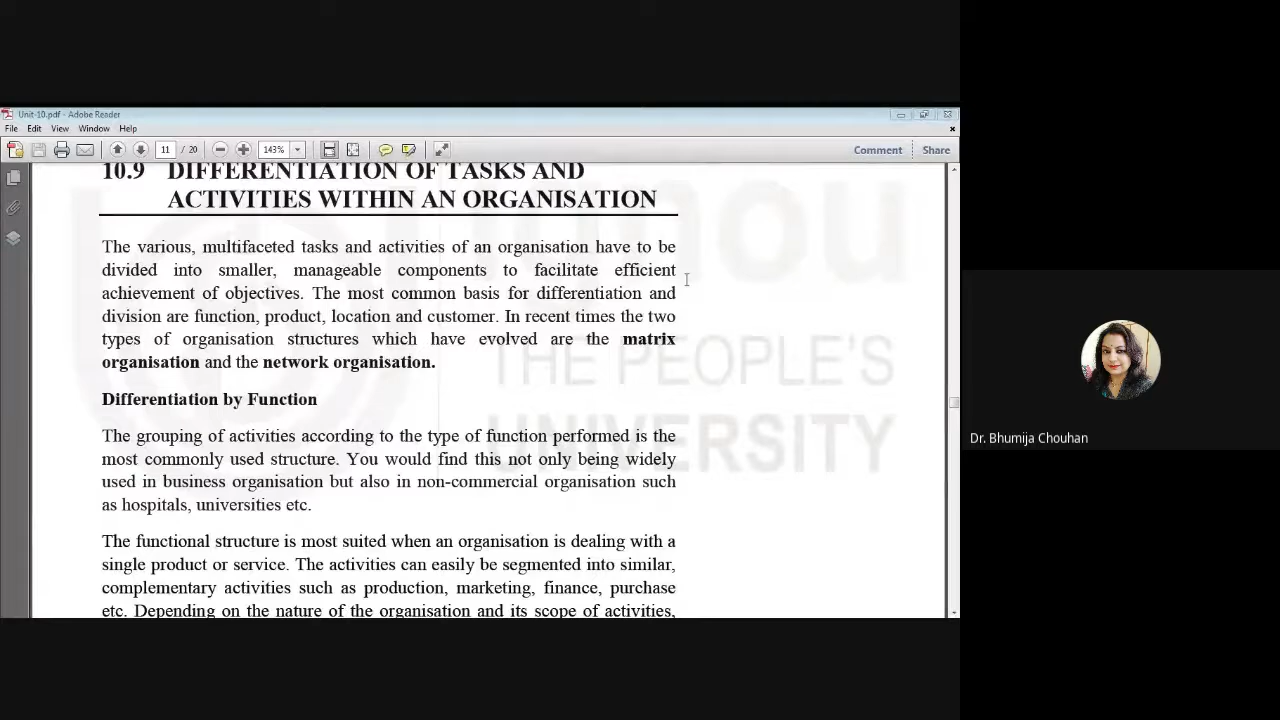 Unit-10.pdf - Adobe Reader
File Edit View Window Help
11 / 20 143% Comment Share
10.9 DIFFERENTIATION OF TASKS AND
ACTIVITIES WITHIN AN ORGANISATION
The various, multifaceted tasks and activities of an organisation have to be
divided into smaller, manageable components to facilitate efficient
achievement of objectives. The most common basis for differentiation and
division are function, product, location and customer. In recent times the two
types of organisation structures which have evolved are the matrix
organisation and the network organisation.
Differentiation by Function
The grouping of activities according to the type of function performed is the
most commonly used structure. You would find this not only being widely
used in business organisation but also in non-commercial organisation such
as hospitals, universities etc.
The functional structure is most suited when an organisation is dealing with a
single product or service. The activities can easily be segmented into similar,
complementary activities such as production, marketing, finance, purchase
etc. Depending on the nature of the organisation and its scope of activities,
ignou
THE PEOPLE'S
UNIVERSITY
Dr. Bhumija Chouhan